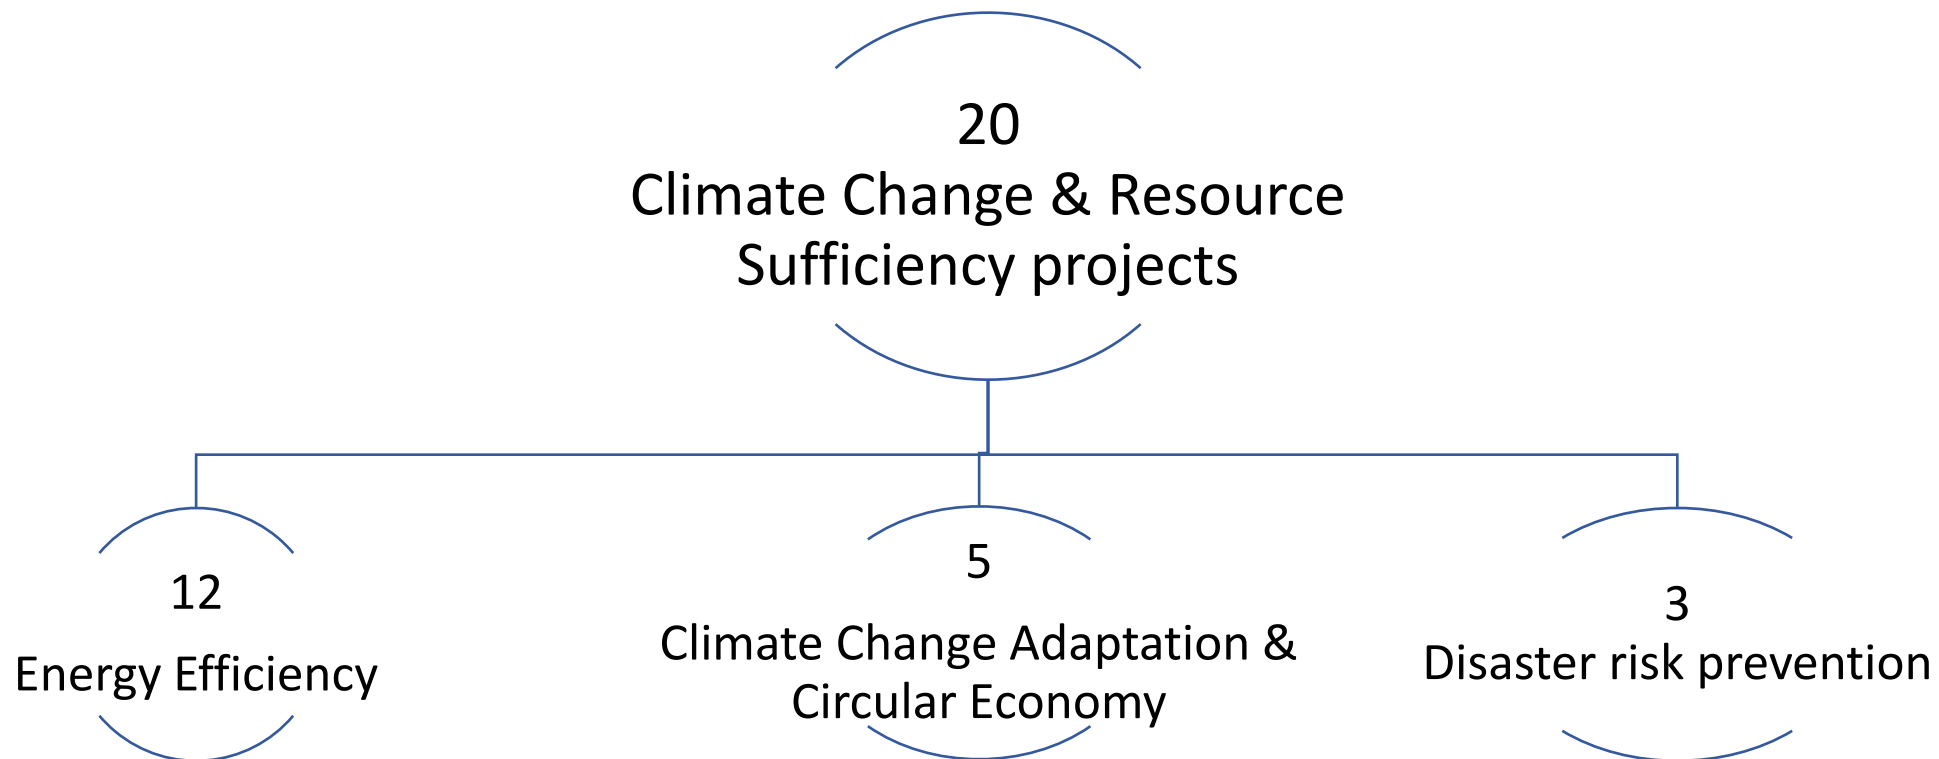 20
Climate Change & Resource
Sufficiency projects
12
Energy Efficiency
5
Climate Change Adaptation &
Circular Economy
3
Disaster risk prevention